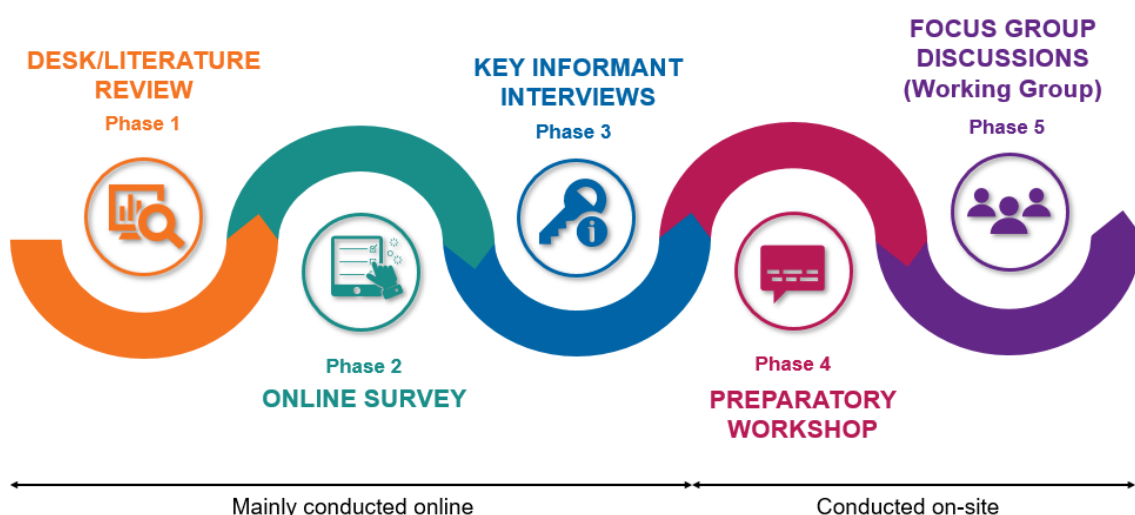 DESK/LITERATURE
REVIEW
Phase 1
Phase 2
ONLINE SURVEY
KEY INFORMANT
INTERVIEWS
Phase 3
Phase 4
PREPARATORY
WORKSHOP
FOCUS GROUP
DISCUSSIONS
(Working Group)
Phase 5
Mainly conducted online
Conducted on-site